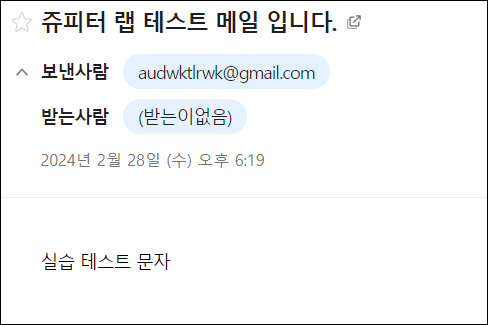 쥬피터 랩 테스트 메일 입니다.
보낸사람 audwktlrwk@gmail.com
받는사람 (받는이없음)
2024년 2월 28일 (수) 오후 6:19
실습 테스트 문자